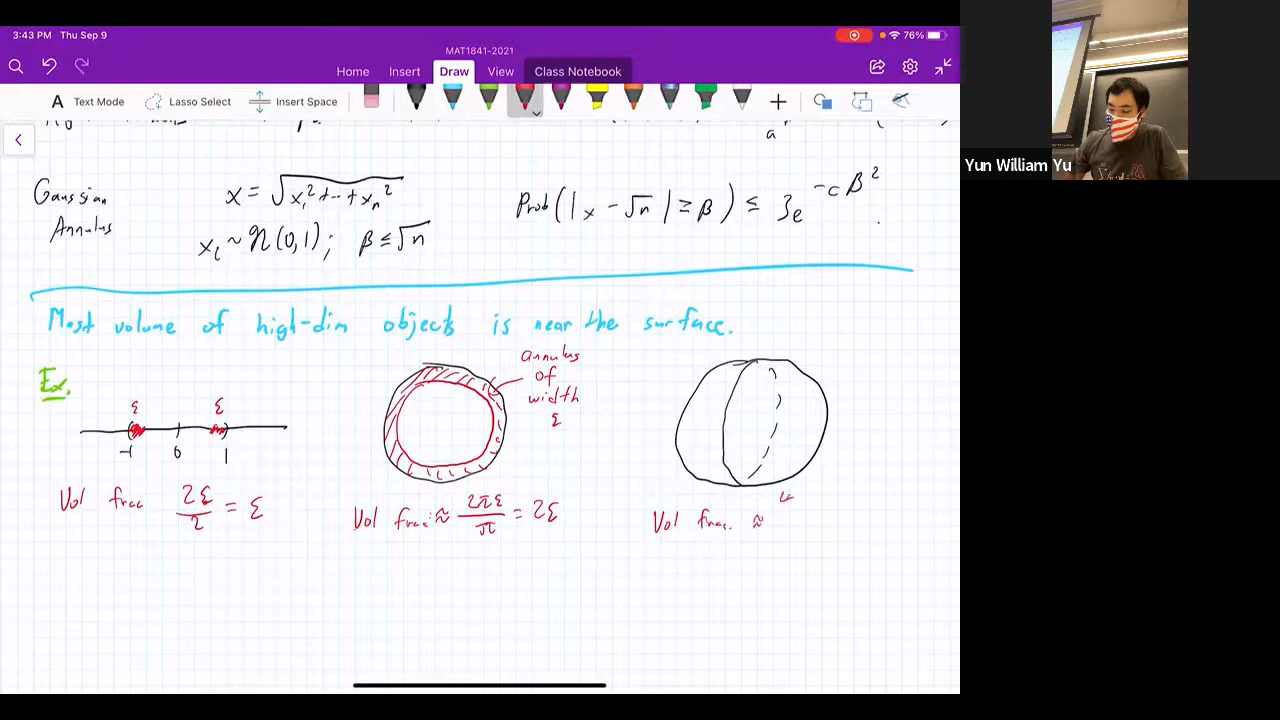 3:43 PM Thu Sep 9
76%
MAT1841-2021
Home Insert Draw View Class Notebook
Text Mode Lasso Select Insert Space
a
Gaussian Annulus
x = √x₁² + ⋯ + xₙ²
Prob(|x − √n| ≥ β) ≤ 3e^{−cβ²}
xᵢ ~ N(0,1); β ≤ √n
Most volume of high-dim objects is near the surface.
Ex.
annulus
of
width
ε
ε ε
-1 0 1
Vol frac 2ε/2 = ε
Vol frac ≈ 2πε/π = 2ε
Vol frac. ≈ 4
Yun William Yu